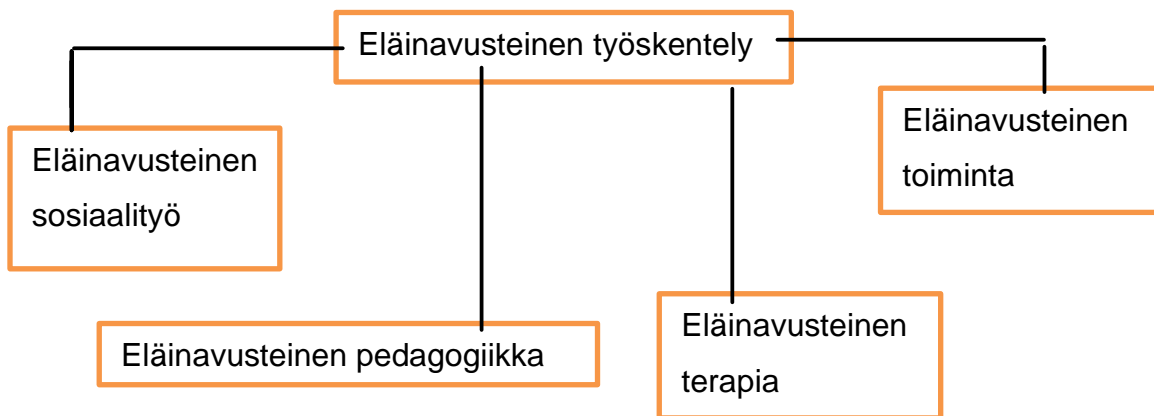 Eläinavusteinen työskentely
Eläinavusteinen
sosiaalityö
Eläinavusteinen pedagogiikka
Eläinavusteinen
terapia
Eläinavusteinen
toiminta